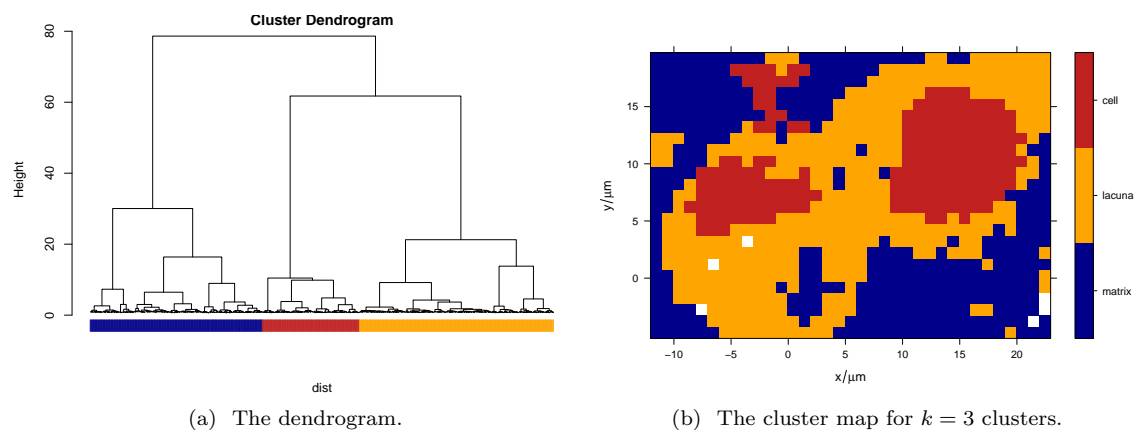 Cluster Dendrogram
80
60
40
20
0
Height
dist
(a) The dendrogram.
15
10
5
0
y/μm
−10 −5 0 5 10 15 20
x/μm
cell
lacuna
matrix
(b) The cluster map for k = 3 clusters.